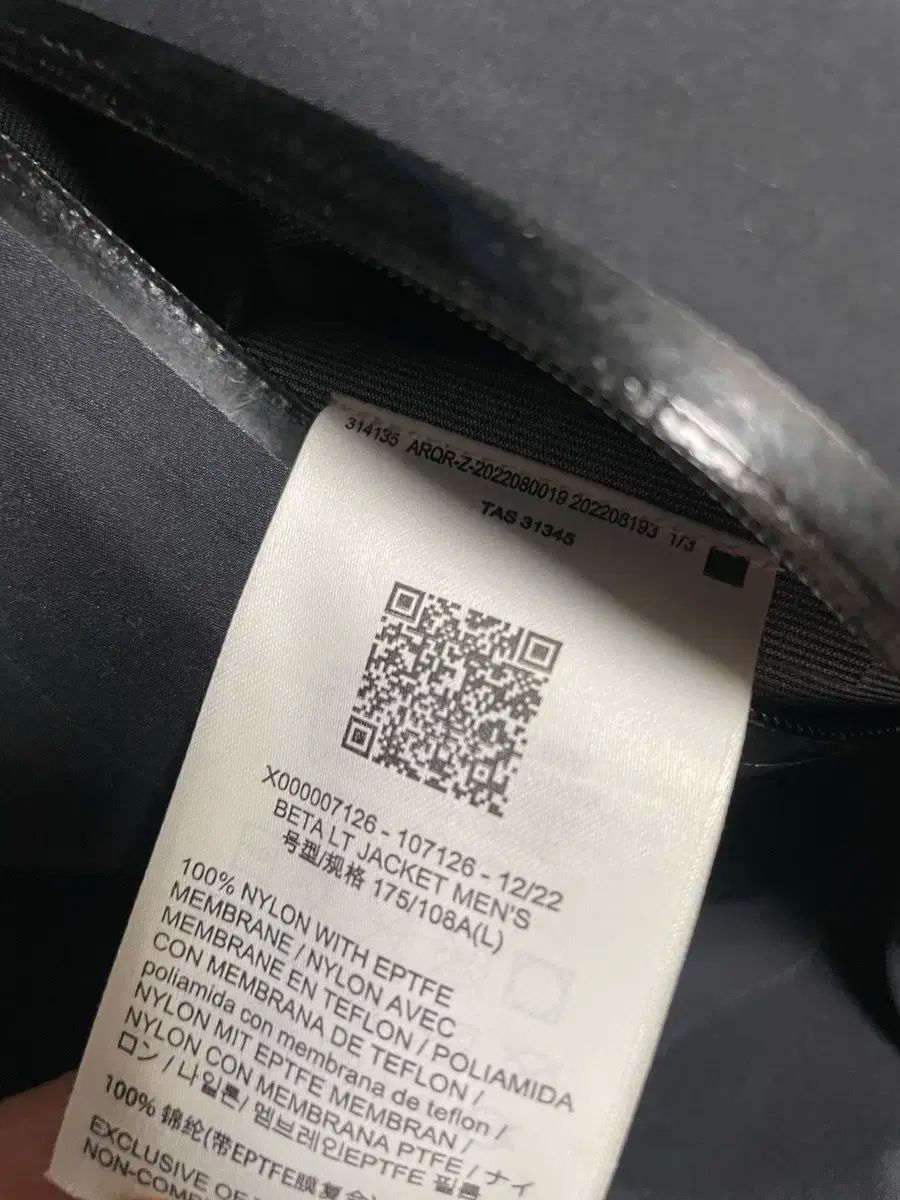 314135 ARQR-Z-2022080019 202208193 1/3
TAS 31345
X000007126 - 107126 - 12/22
BETA LT JACKET MEN'S
号型/规格 175/108A(L)
100% NYLON WITH EPTFE
MEMBRANE / NYLON AVEC
MEMBRANE EN TEFLON / POLIAMIDA
CON MEMBRANA DE TEFLON /
poliamida con membrana de teflon /
NYLON MIT EPTFE MEMBRAN /
NYLON CON MEMBRANA PTFE / ナイ
ロン / 나일론/ 멤브레인EPTFE 필름
100% 锦纶(带EPTFE膜复合)
EXCLUSIVE OF